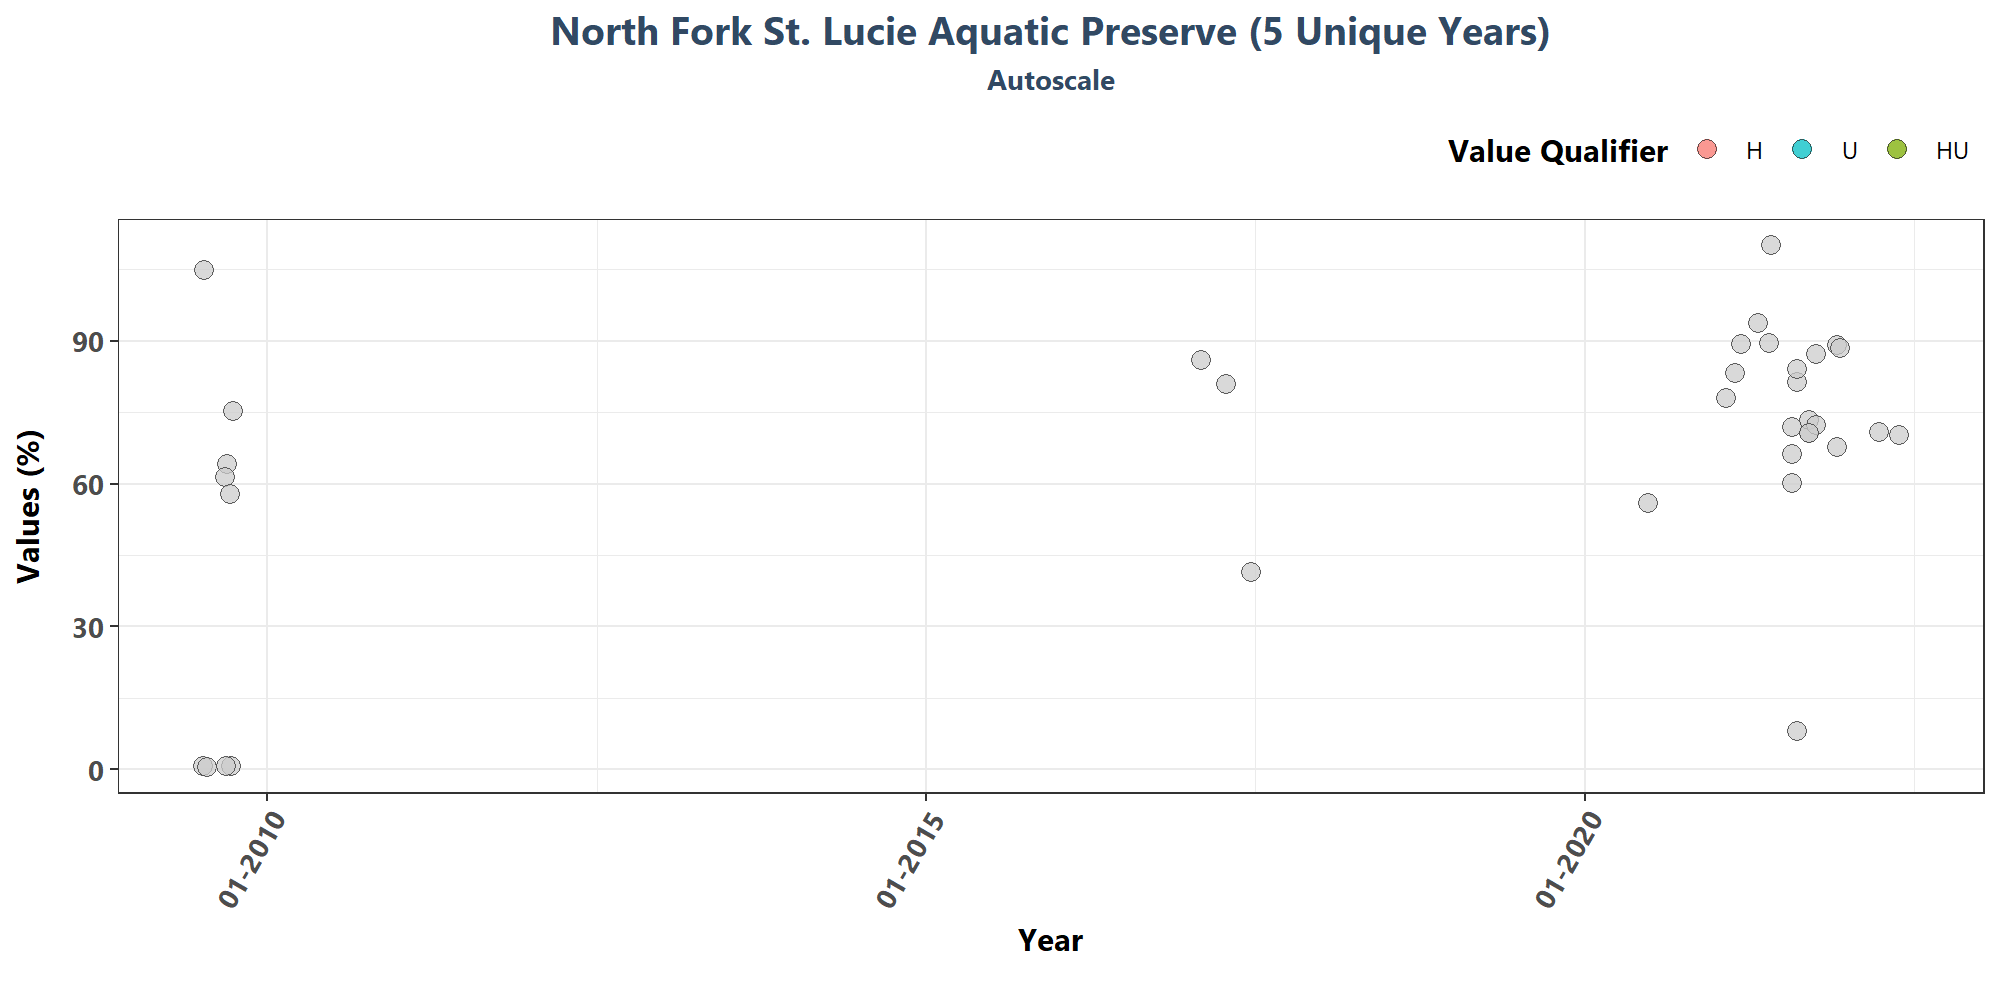 North Fork St. Lucie Aquatic Preserve (5 Unique Years)
Autoscale
Value Qualifier H U HU
Values (%)
90
60
30
0
01-2010 01-2015 01-2020
Year